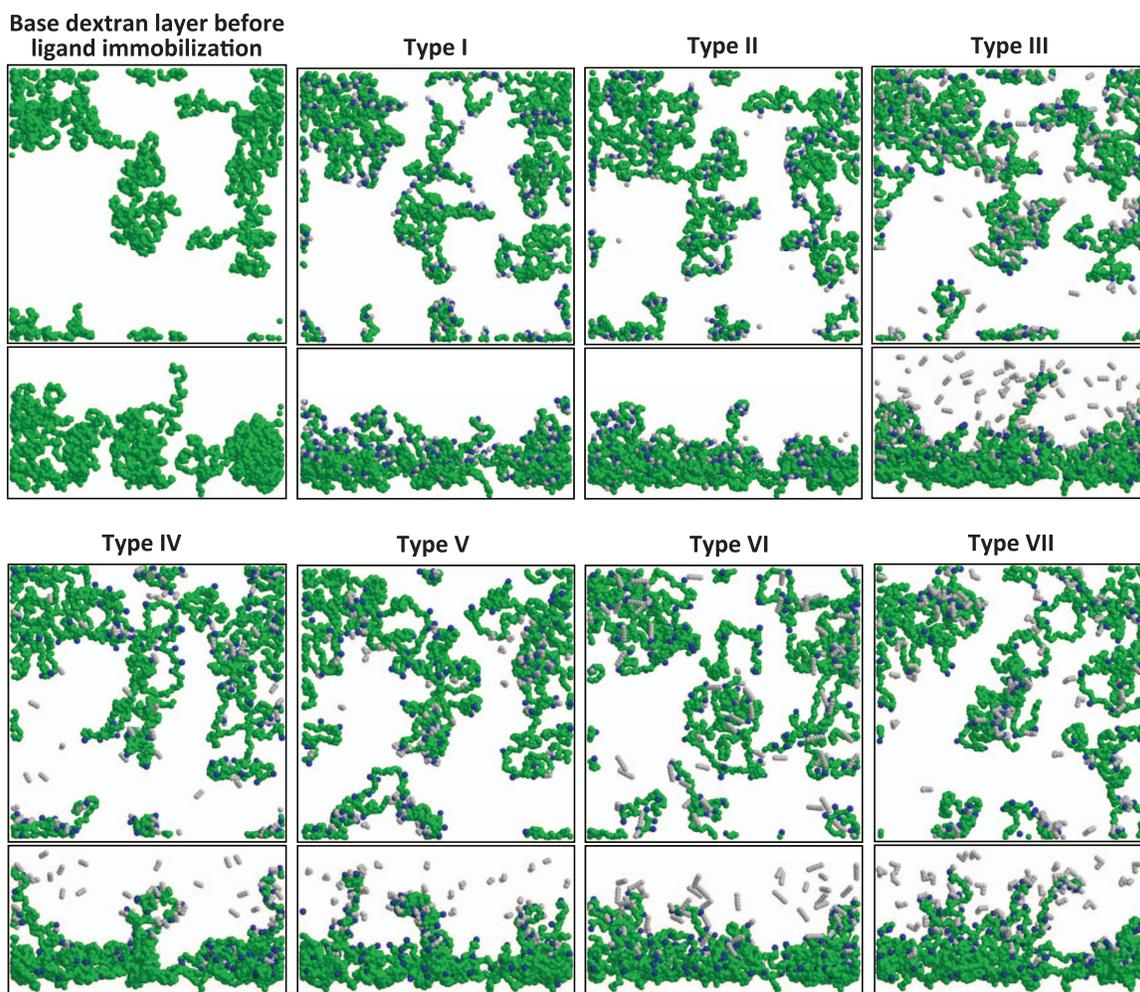 Base dextran layer before
ligand immobilization
Type I
Type II
Type III
Type IV
Type V
Type VI
Type VII